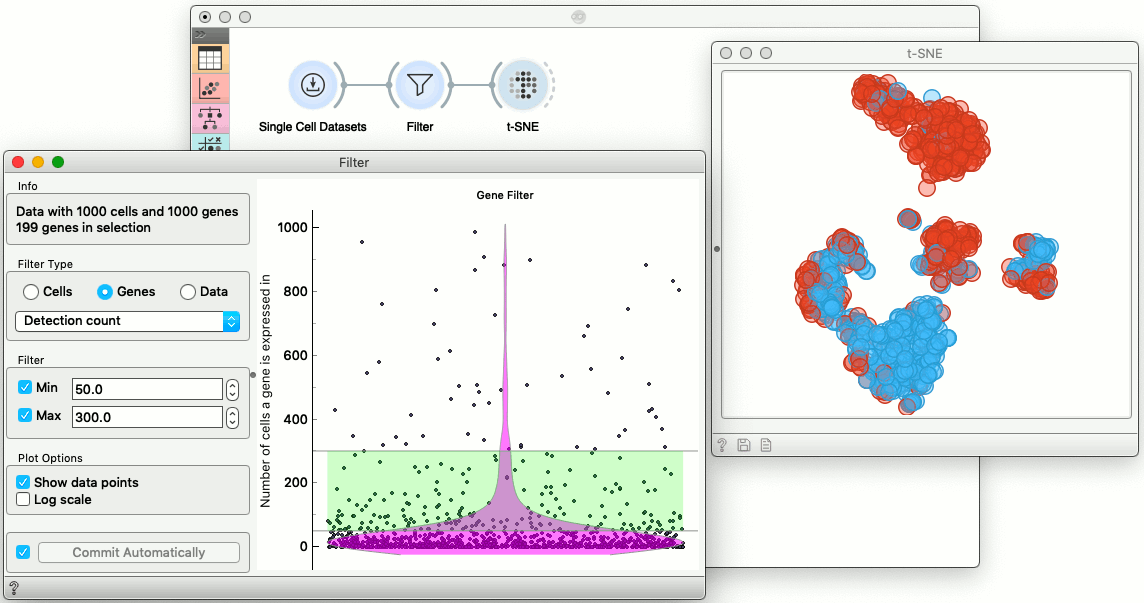 Single Cell Datasets
Filter
t-SNE
t-SNE
Filter
Info
Data with 1000 cells and 1000 genes
199 genes in selection
Filter Type
Cells
Genes
Data
Detection count
Filter
Min
50.0
Max
300.0
Plot Options
Show data points
Log scale
Commit Automatically
?
Gene Filter
Number of cells a gene is expressed in
1000
800
600
400
200
0
?